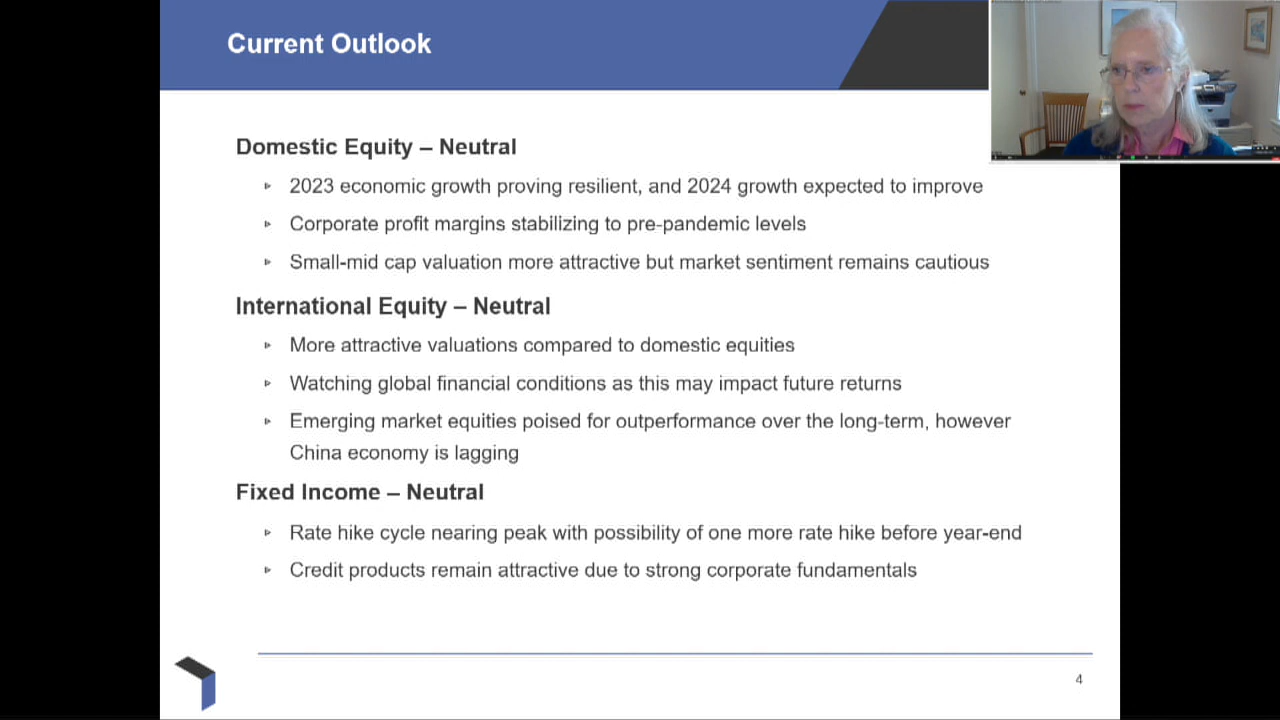 Current Outlook
Domestic Equity – Neutral
2023 economic growth proving resilient, and 2024 growth expected to improve
Corporate profit margins stabilizing to pre-pandemic levels
Small-mid cap valuation more attractive but market sentiment remains cautious
International Equity – Neutral
More attractive valuations compared to domestic equities
Watching global financial conditions as this may impact future returns
Emerging market equities poised for outperformance over the long-term, however
China economy is lagging
Fixed Income – Neutral
Rate hike cycle nearing peak with possibility of one more rate hike before year-end
Credit products remain attractive due to strong corporate fundamentals
4